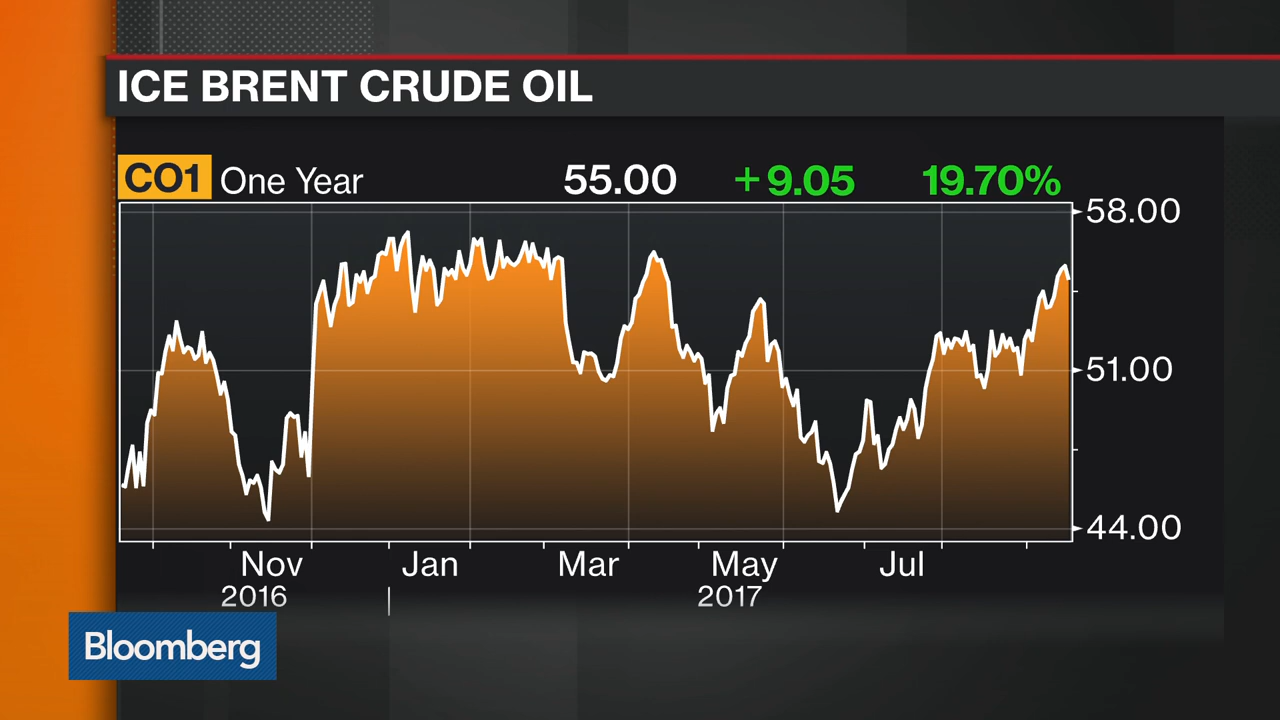 ICE BRENT CRUDE OIL
CO1 One Year 55.00 +9.05 19.70%
58.00
51.00
44.00
Nov Jan Mar May Jul
2016 2017
Bloomberg